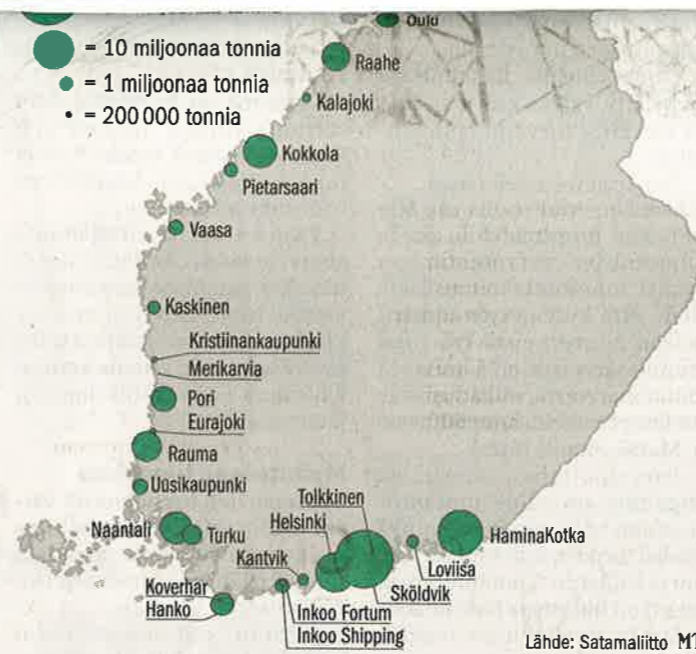 = 10 miljoonaa tonnia
= 1 miljoonaa tonnia
• = 200 000 tonnia
Oulu
Raahe
Kalajoki
Kokkola
Pietarsaari
Vaasa
Kaskinen
Kristiinankaupunki
Merikarvia
Pori
Eurajoki
Rauma
Uusikaupunki
Naantali
Turku
Tolkkinen
Helsinki
Kantvik
HaminaKotka
Loviisa
Sköldvik
Koverhar
Hanko
Inkoo Fortum
Inkoo Shipping
Lähde: Satamaliitto